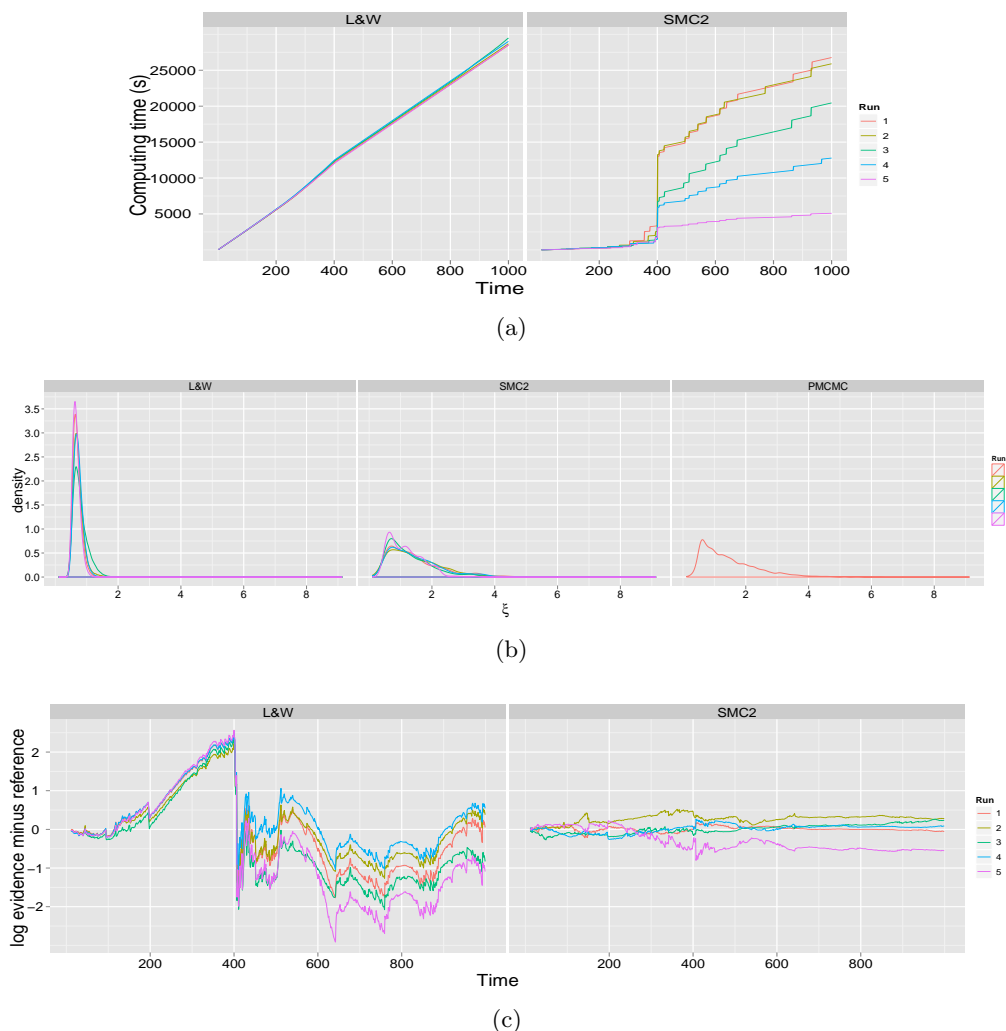 L&W SMC2
Computing time (s)
25000
20000
15000
10000
5000
200 400 600 800 1000 200 400 600 800 1000
Time
Run
1
2
3
4
5
(a)
L&W SMC2 PMCMC
density
3.5
3.0
2.5
2.0
1.5
1.0
0.5
0.0
2 4 6 8 2 4 6 8 2 4 6 8
ξ
Run
(b)
L&W SMC2
log evidence minus reference
2
1
0
−1
−2
200 400 600 800 200 400 600 800
Time
Run
1
2
3
4
5
(c)